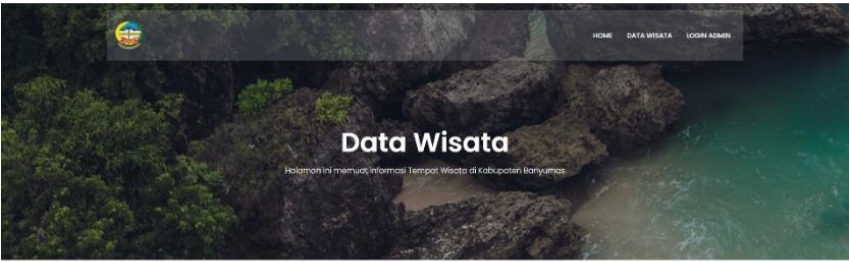 HOME DATA WISATA LOGIN ADMIN
Data Wisata
Halaman ini memuat informasi Tempat Wisata di Kabupaten Banyumas